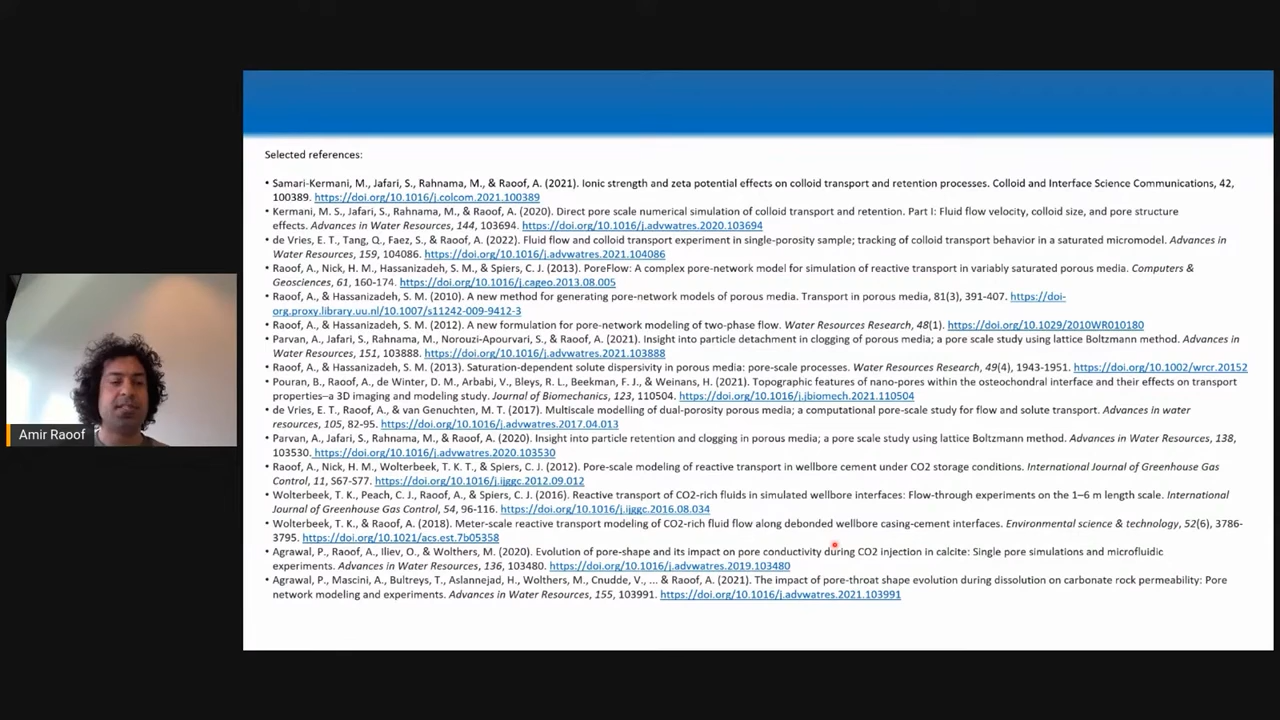 Selected references:
• Samari-Kermani, M., Jafari, S., Rahnama, M., & Raoof, A. (2021). Ionic strength and zeta potential effects on colloid transport and retention processes. Colloid and Interface Science Communications, 42,
100389. https://doi.org/10.1016/j.colcom.2021.100389
• Kermani, M. S., Jafari, S., Rahnama, M., & Raoof, A. (2020). Direct pore scale numerical simulation of colloid transport and retention. Part I: Fluid flow velocity, colloid size, and pore structure
effects. Advances in Water Resources, 144, 103694. https://doi.org/10.1016/j.advwatres.2020.103694
• de Vries, E. T., Tang, Q., Faez, S., & Raoof, A. (2022). Fluid flow and colloid transport experiment in single-porosity sample; tracking of colloid transport behavior in a saturated micromodel. Advances in
Water Resources, 159, 104086. https://doi.org/10.1016/j.advwatres.2021.104086
• Raoof, A., Nick, H. M., Hassanizadeh, S. M., & Spiers, C. J. (2013). PoreFlow: A complex pore-network model for simulation of reactive transport in variably saturated porous media. Computers &
Geosciences, 61, 160-174. https://doi.org/10.1016/j.cageo.2013.08.005
• Raoof, A., & Hassanizadeh, S. M. (2010). A new method for generating pore-network models of porous media. Transport in porous media, 81(3), 391-407. https://doi-
org.proxy.library.uu.nl/10.1007/s11242-009-9412-3
• Raoof, A., & Hassanizadeh, S. M. (2012). A new formulation for pore-network modeling of two-phase flow. Water Resources Research, 48(1). https://doi.org/10.1029/2010WR010180
• Parvan, A., Jafari, S., Rahnama, M., Norouzi-Apourvari, S., & Raoof, A. (2021). Insight into particle detachment in clogging of porous media; a pore scale study using lattice Boltzmann method. Advances in
Water Resources, 151, 103888. https://doi.org/10.1016/j.advwatres.2021.103888
• Raoof, A., & Hassanizadeh, S. M. (2013). Saturation-dependent solute dispersivity in porous media: pore-scale processes. Water Resources Research, 49(4), 1943-1951. https://doi.org/10.1002/wrcr.20152
• Pouran, B., Raoof, A., de Winter, D. M., Arbabi, V., Bleys, R. L., Beekman, F. J., & Weinans, H. (2021). Topographic features of nano-pores within the osteochondral interface and their effects on transport
properties–a 3D imaging and modeling study. Journal of Biomechanics, 123, 110504. https://doi.org/10.1016/j.jbiomech.2021.110504
• de Vries, E. T., Raoof, A., & van Genuchten, M. T. (2017). Multiscale modelling of dual-porosity porous media; a computational pore-scale study for flow and solute transport. Advances in water
resources, 105, 82-95. https://doi.org/10.1016/j.advwatres.2017.04.013
• Parvan, A., Jafari, S., Rahnama, M., & Raoof, A. (2020). Insight into particle retention and clogging in porous media; a pore scale study using lattice Boltzmann method. Advances in Water Resources, 138,
103530. https://doi.org/10.1016/j.advwatres.2020.103530
• Raoof, A., Nick, H. M., Wolterbeek, T. K. T., & Spiers, C. J. (2012). Pore-scale modeling of reactive transport in wellbore cement under CO2 storage conditions. International Journal of Greenhouse Gas
Control, 11, S67-S77. https://doi.org/10.1016/j.ijggc.2012.09.012
• Wolterbeek, T. K., Peach, C. J., Raoof, A., & Spiers, C. J. (2016). Reactive transport of CO2-rich fluids in simulated wellbore interfaces: Flow-through experiments on the 1–6 m length scale. International
Journal of Greenhouse Gas Control, 54, 96-116. https://doi.org/10.1016/j.ijggc.2016.08.034
• Wolterbeek, T. K., & Raoof, A. (2018). Meter-scale reactive transport modeling of CO2-rich fluid flow along debonded wellbore casing-cement interfaces. Environmental science & technology, 52(6), 3786-
3795. https://doi.org/10.1021/acs.est.7b05358
• Agrawal, P., Raoof, A., Iliev, O., & Wolthers, M. (2020). Evolution of pore-shape and its impact on pore conductivity during CO2 injection in calcite: Single pore simulations and microfluidic
experiments. Advances in Water Resources, 136, 103480. https://doi.org/10.1016/j.advwatres.2019.103480
• Agrawal, P., Mascini, A., Bultreys, T., Aslannejad, H., Wolthers, M., Cnudde, V., ... & Raoof, A. (2021). The impact of pore-throat shape evolution during dissolution on carbonate rock permeability: Pore
network modeling and experiments. Advances in Water Resources, 155, 103991. https://doi.org/10.1016/j.advwatres.2021.103991
Amir Raoof